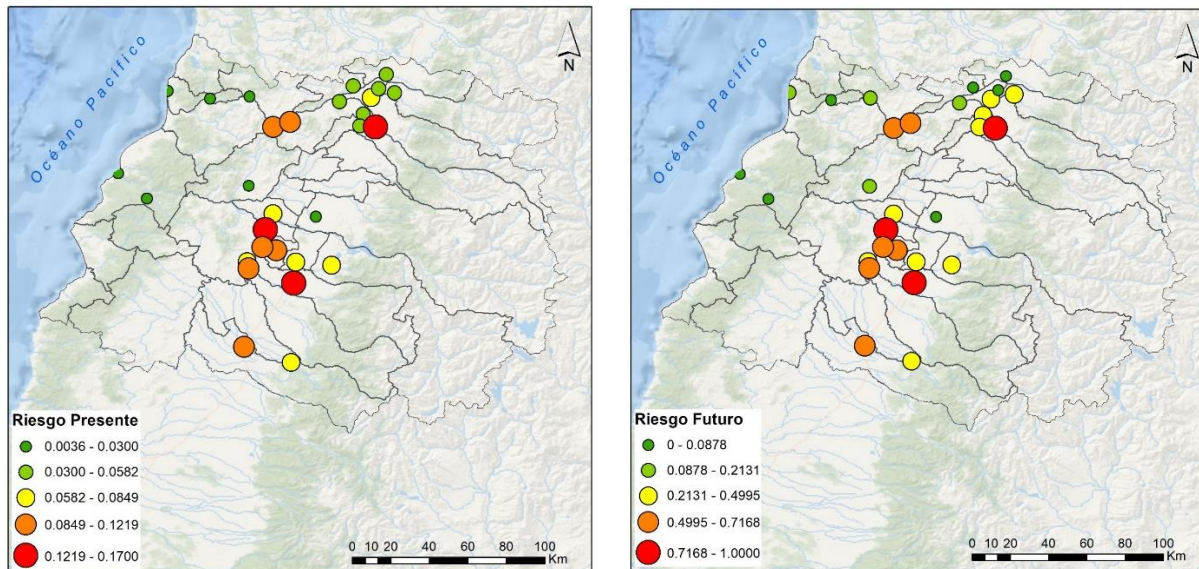 Océano Pacífico
N
Riesgo Presente
0.0036 - 0.0300
0.0300 - 0.0582
0.0582 - 0.0849
0.0849 - 0.1219
0.1219 - 0.1700
0 10 20 40 60 80 100
Km
Océano Pacífico
N
Riesgo Futuro
0 - 0.0878
0.0878 - 0.2131
0.2131 - 0.4995
0.4995 - 0.7168
0.7168 - 1.0000
0 10 20 40 60 80 100
Km